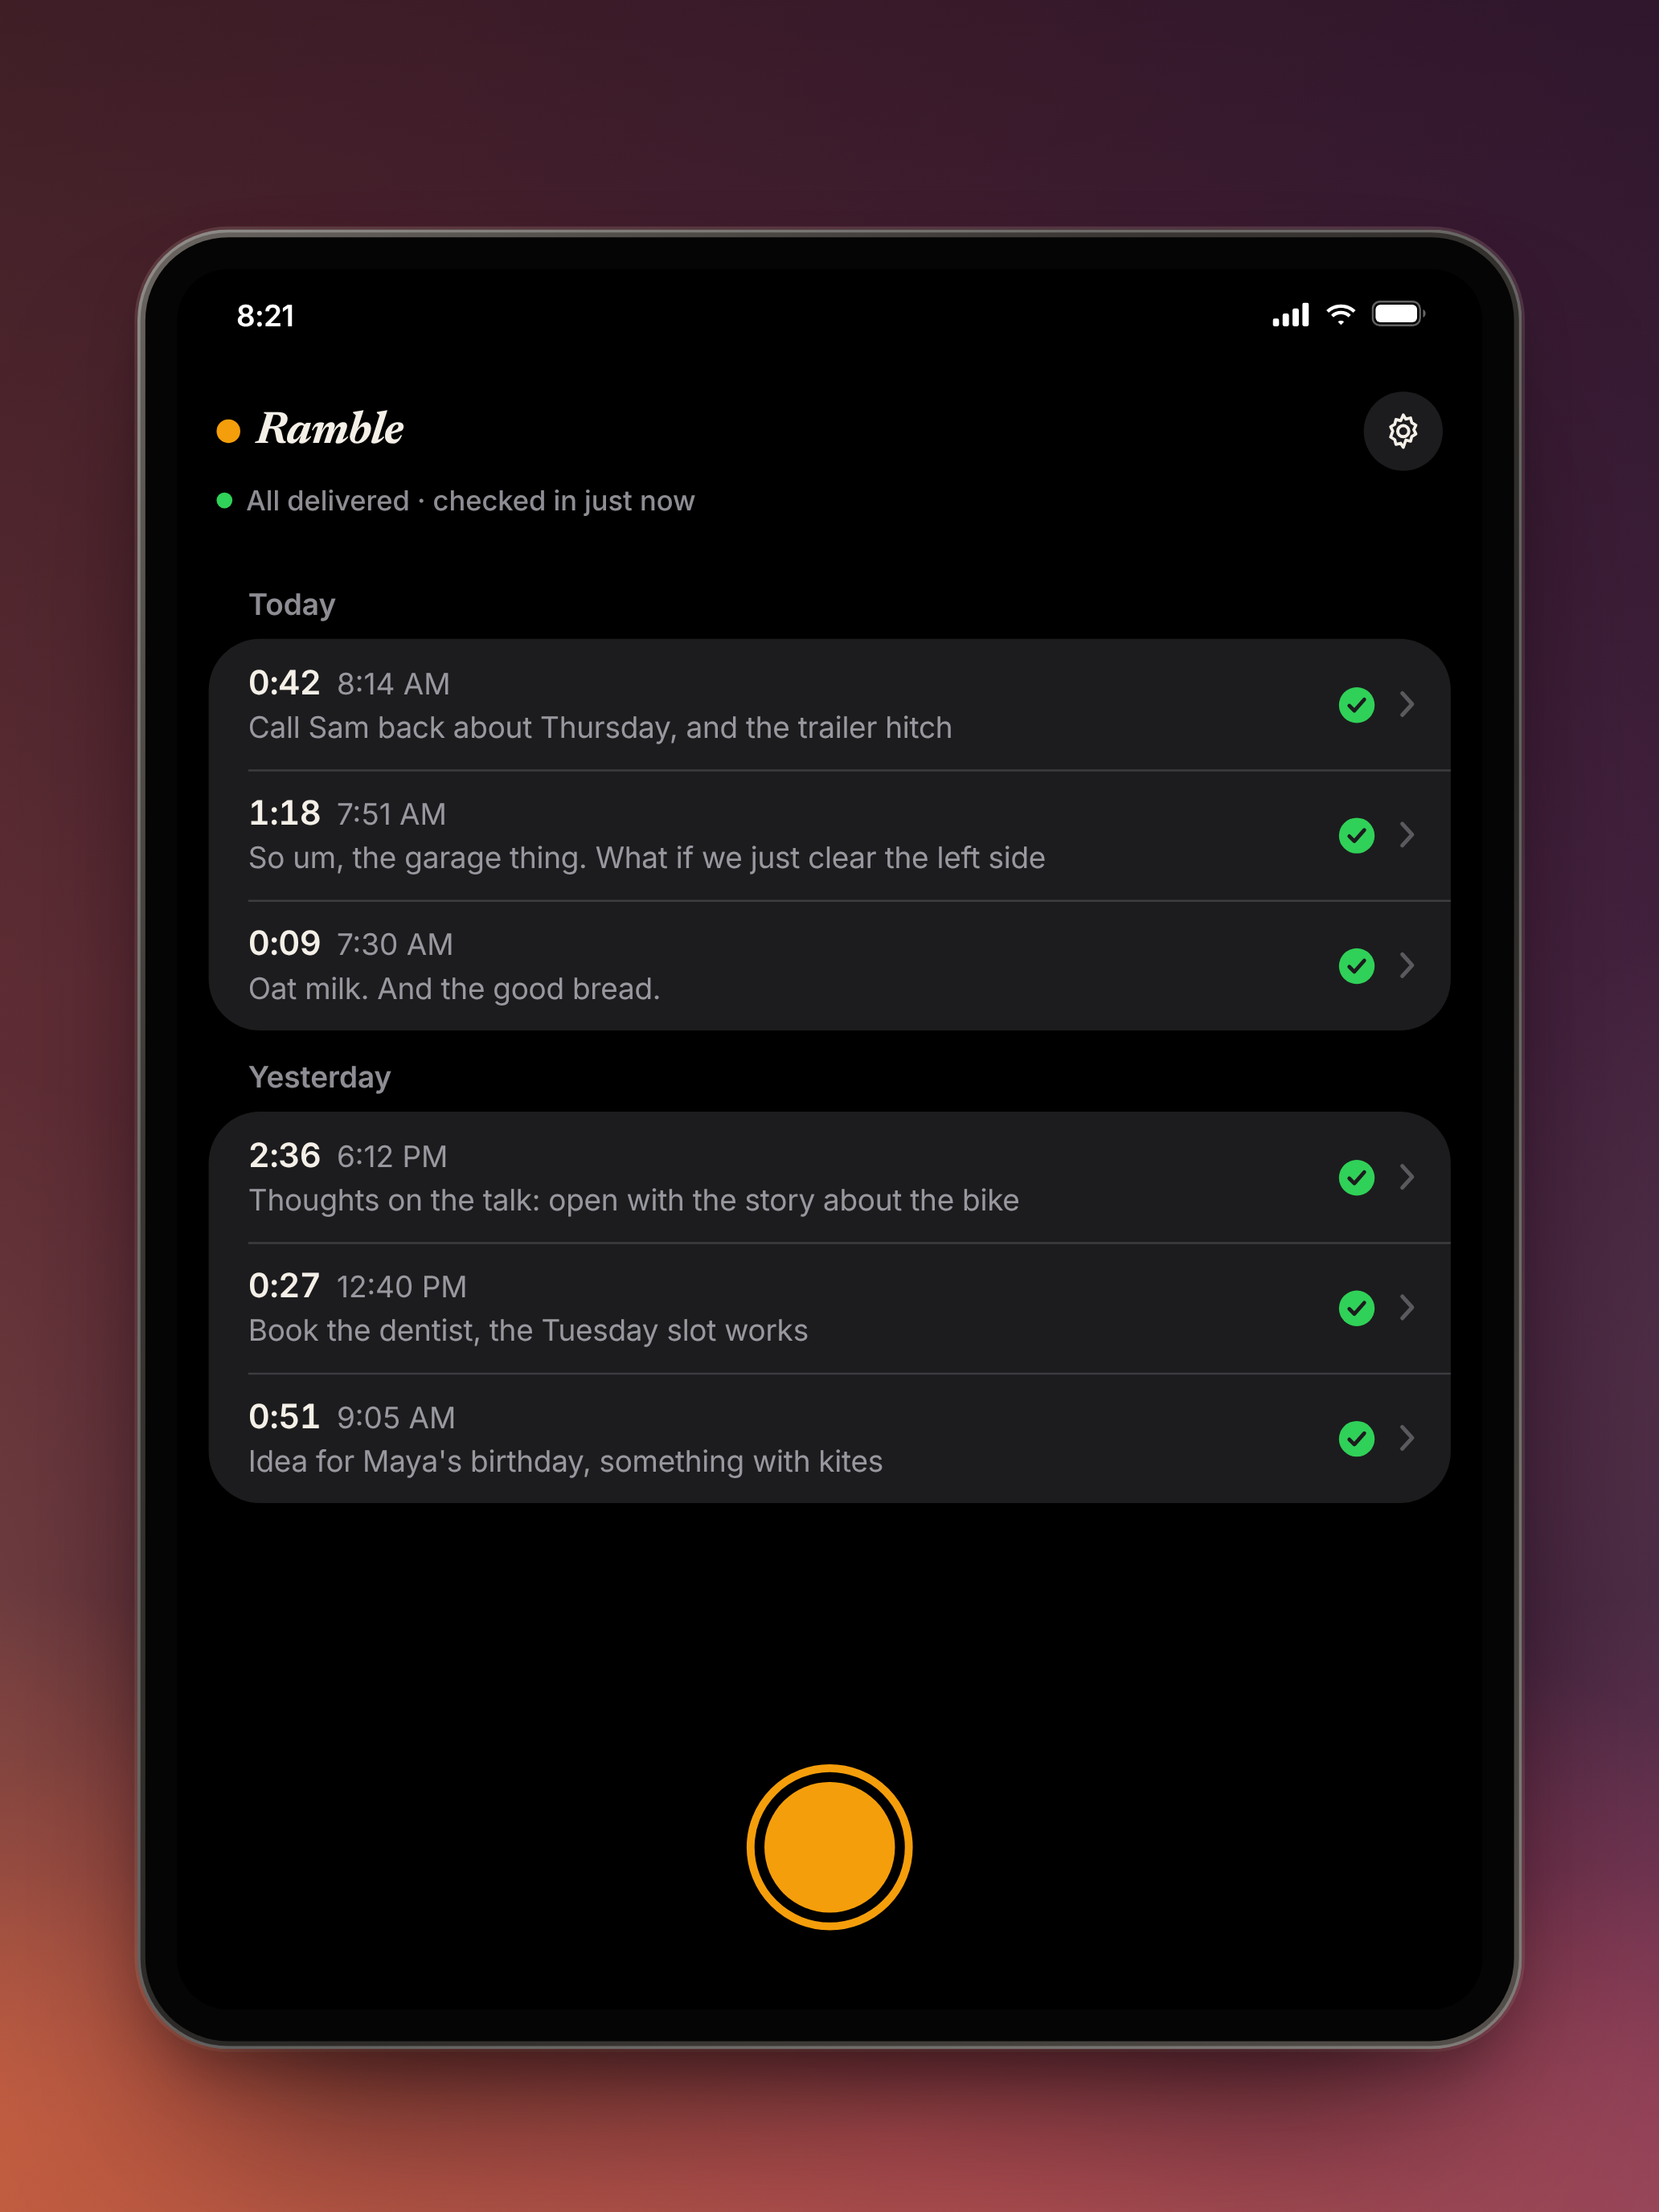 8:21
Ramble
All delivered · checked in just now
Today
0:42 8:14 AM
Call Sam back about Thursday, and the trailer hitch
1:18 7:51 AM
So um, the garage thing. What if we just clear the left side
0:09 7:30 AM
Oat milk. And the good bread.
Yesterday
2:36 6:12 PM
Thoughts on the talk: open with the story about the bike
0:27 12:40 PM
Book the dentist, the Tuesday slot works
0:51 9:05 AM
Idea for Maya's birthday, something with kites